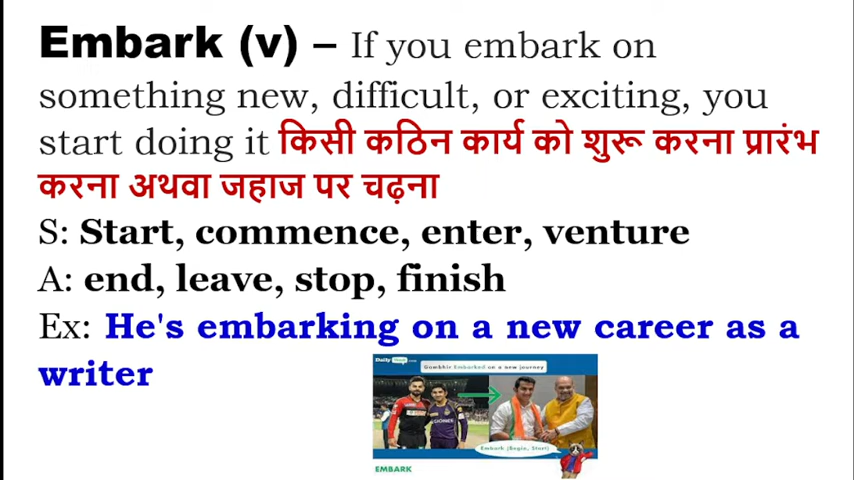 Embark (v) – If you embark on
something new, difficult, or exciting, you
start doing it किसी कठिन कार्य को शुरू करना प्रारंभ
करना अथवा जहाज पर चढ़ना
S: Start, commence, enter, venture
A: end, leave, stop, finish
Ex: He's embarking on a new career as a
writer
Gambhir Embarked on a new journey
Embark (Begin, Start)
EMBARK